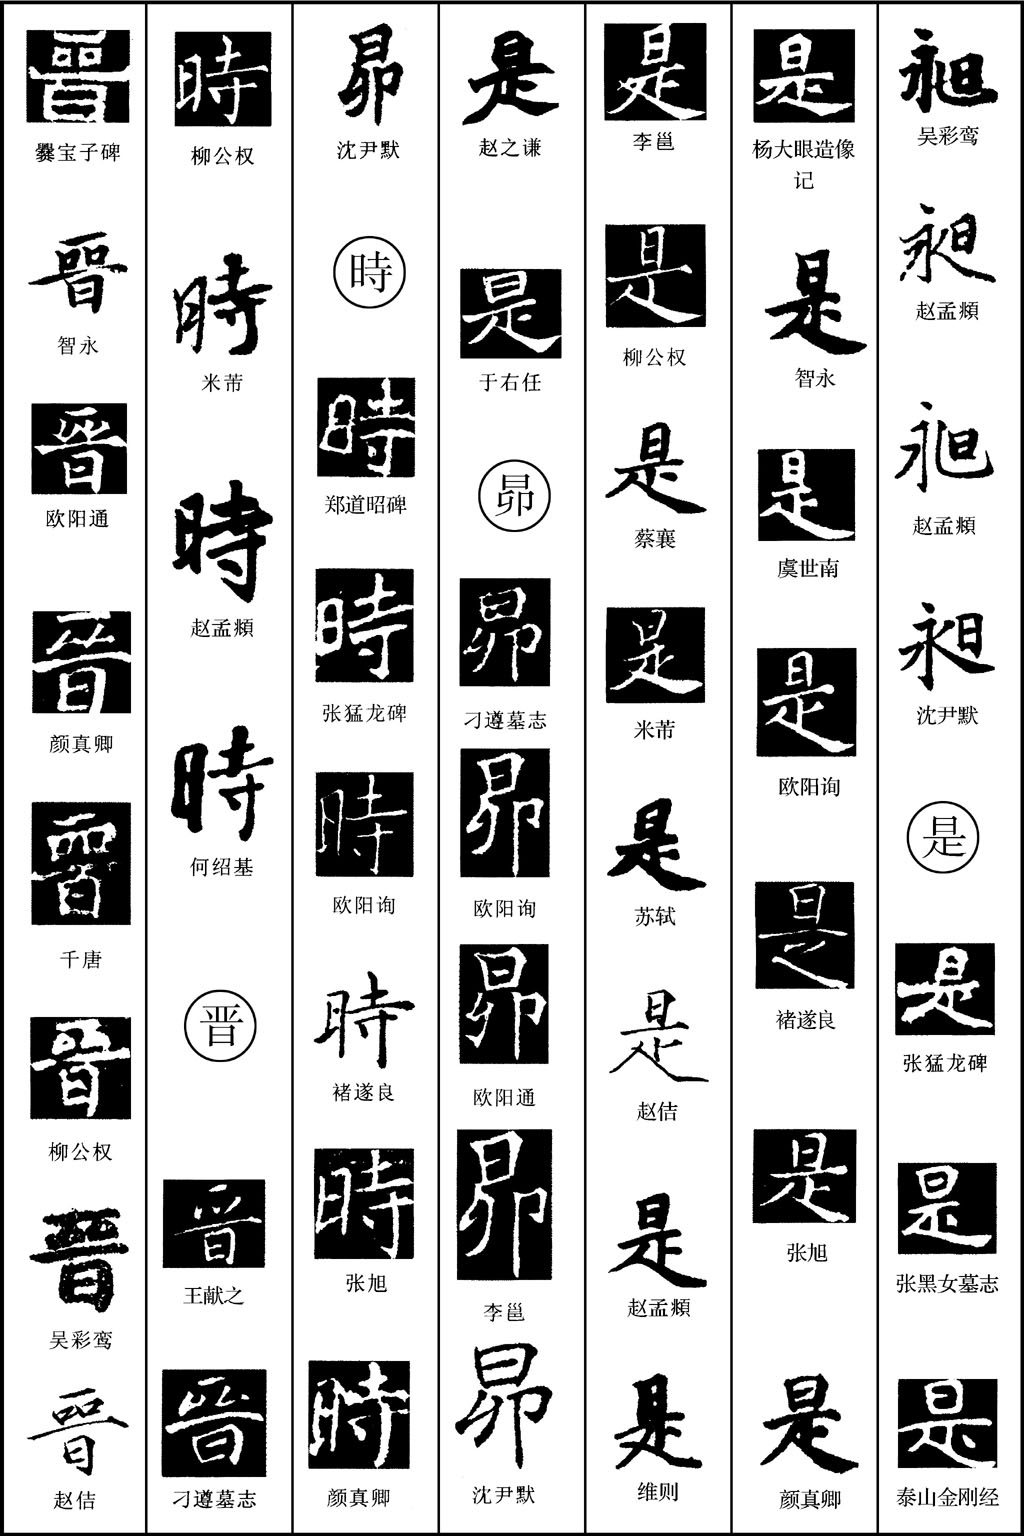 昶
吴彩鸾
昶
赵孟頫
昶
赵孟頫
昶
沈尹默
是
是
张猛龙碑
是
张黑女墓志
是
泰山金刚经
是
杨大眼造像
记
是
智永
是
虞世南
是
欧阳询
是
褚遂良
是
张旭
是
颜真卿
是
李邕
是
柳公权
是
蔡襄
是
米芾
是
苏轼
是
赵佶
是
赵孟頫
是
维则
是
赵之谦
是
于右任
昴
昴
刁遵墓志
昴
欧阳询
昴
欧阳通
昴
李邕
昴
沈尹默
昴
沈尹默
時
時
郑道昭碑
時
张猛龙碑
時
欧阳询
時
褚遂良
時
张旭
時
颜真卿
時
柳公权
時
米芾
時
赵孟頫
時
何绍基
晋
晉
王献之
晉
刁遵墓志
晉
爨宝子碑
晉
智永
晉
欧阳通
晉
颜真卿
晉
千唐
晉
柳公权
晉
吴彩鸾
晉
赵佶